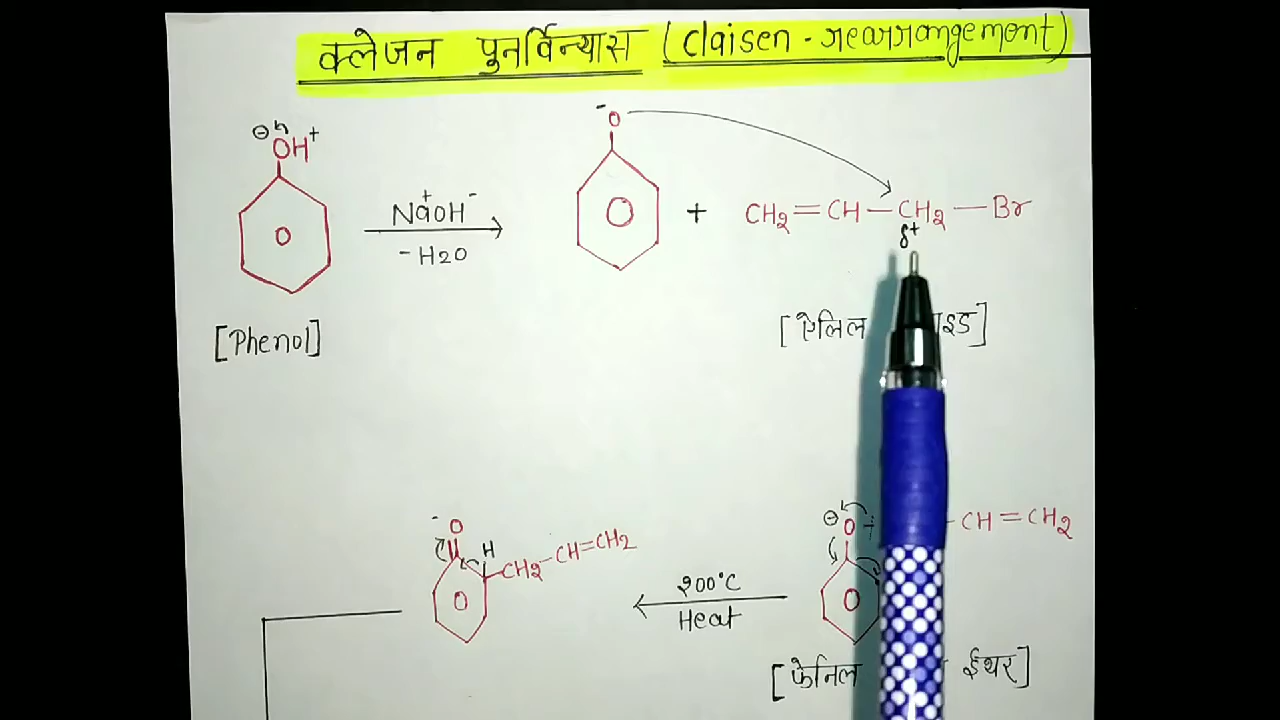 क्लेजन पुनर्विन्यास (Claisen-rearrangement)
⊖ OH +
[Phenol]
+ -
NaOH
-H2O
- O
+
CH2=CH—CH2—Br
δ+
[ऐलिल
⊖ O
CH=CH2
[फेनिल ईथर]
200°C
Heat
- O
H
CH2—CH=CH2